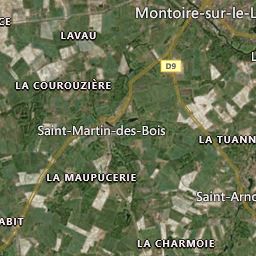 Montoire-sur-le-L
CE
LAVAU
D9
LA COUROUZIÈRE
Saint-Martin-des-Bois
LA TUANN
LA MAUPUCERIE
Saint-Arno
ABIT
LA CHARMOIE